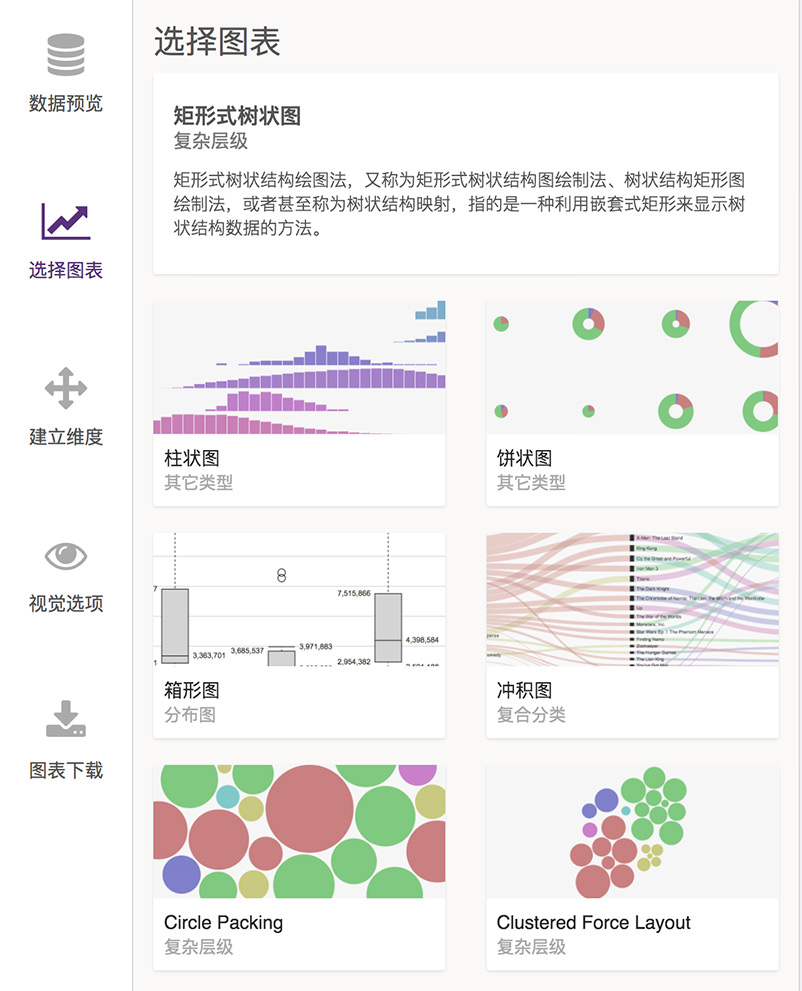 选择图表
数据预览
矩形式树状图
复杂层级
矩形式树状结构绘图法，又称为矩形式树状结构图绘制法、树状结构矩形图
绘制法，或者甚至称为树状结构映射，指的是一种利用嵌套式矩形来显示树
状结构数据的方法。
选择图表
建立维度
视觉选项
图表下载
柱状图
其它类型
饼状图
其它类型
7,515,866
4,398,584
3,363,701
3,685,537
3,971,883
2,954,382
箱形图
分布图
X Men: The Last Stand
King Kong
Oz the Great and Powerful
Iron Man 3
Titanic
The Dark Knight
The Chronicles of Narnia: The Lion, the Witch and the Wardrobe
Up
The War of the Worlds
Monsters, Inc.
Star Wars Ep. I: The Phantom Menace
Finding Nemo
Zookeeper
The Hunger Games
The Lion King
冲积图
复合分类
Circle Packing
复杂层级
Clustered Force Layout
复杂层级